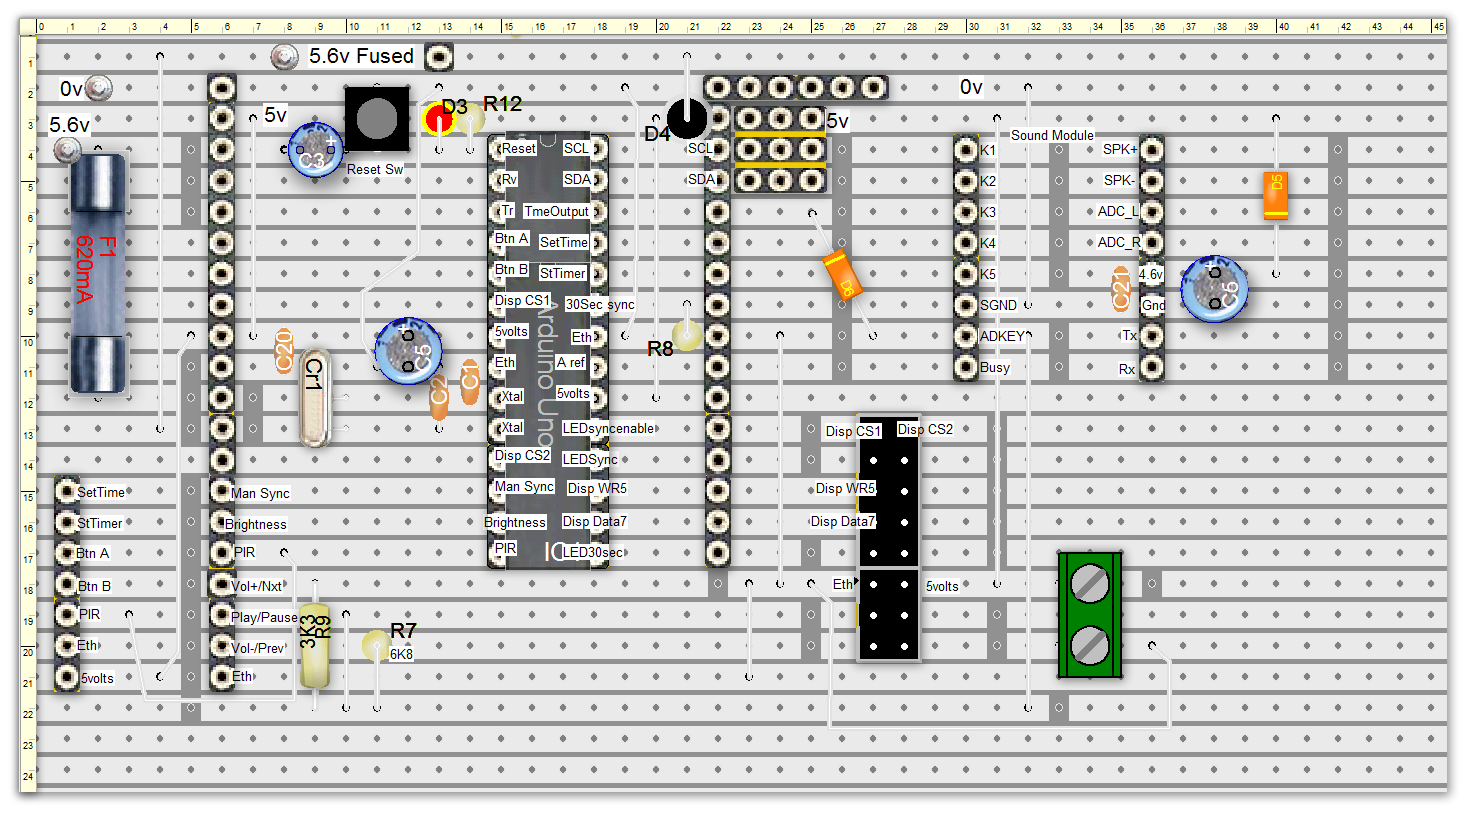 0 1 2 3 4 5 6 7 8 9 10 11 12 13 14 15 16 17 18 19 20 21 22 23 24 25 26 27 28 29 30 31 32 33 34 35 36 37 38 39 40 41 42 43 44 45
1
2
3
4
5
6
7
8
9
10
11
12
13
14
15
16
17
18
19
20
21
22
23
24
5.6v Fused
0v
5.6v
F1
620mA
5v
C3
Reset Sw
D3
R12
D4
5v
0v
Sound Module
Reset
Rv
Tr
Btn A
Btn B
Disp CS1
5volts
Eth
Xtal
Xtal
Disp CS2
Man Sync
Brightness
PIR
Arduino Uno
SCL
SDA
TmeOutput
SetTime
StTimer
30Sec sync
Eth
A ref
5volts
LEDsyncenable
LEDSync
Disp WR5
Disp Data7
LED30sec
SCL
SDA
R8
D6
K1
K2
K3
K4
K5
SGND
ADKEY
Busy
SPK+
SPK-
ADC_L
ADC_R
4.6v
Gnd
Tx
Rx
C21
C6
D5
C20
Cr1
C5
C2
C1
Disp CS1
Disp CS2
Disp WR5
Disp Data7
Eth
5volts
SetTime
StTimer
Btn A
Btn B
PIR
Eth
5volts
Man Sync
Brightness
PIR
Vol+/Nxt
Play/Pause
Vol-/Prev
Eth
3K3
R9
R7
6K8